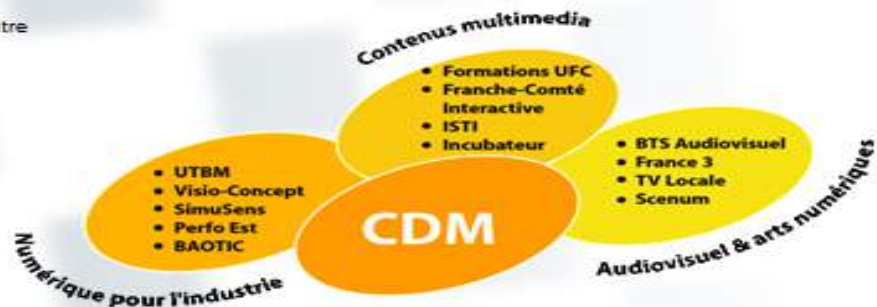 tre
Contenus multimedia
• Formations UFC
• Franche-Comté
Interactive
• ISTI
• Incubateur
• UTBM
• Visio-Concept
• SimuSens
• Perfo Est
• BAOTIC
Numérique pour l'industrie
CDM
• BTS Audiovisuel
• France 3
• TV Locale
• Scenum
Audiovisuel & arts numériques